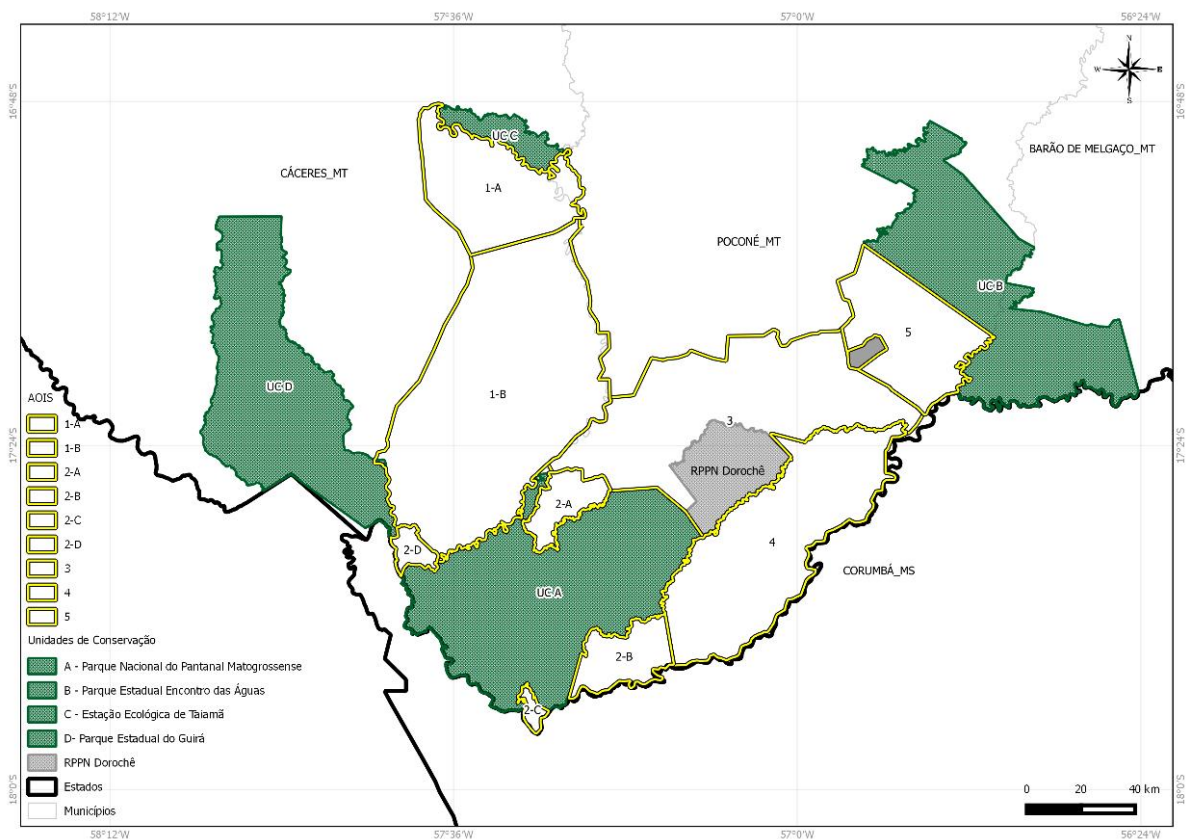 58°12'W 57°36'W 57°0'W 56°24'W
N
W E
S
16°48'S 16°48'S
UC C
BARÃO DE MELGAÇO_MT
CÁCERES_MT
1-A
POCONÉ_MT
UC B
5
UC D
1-B
AOIS
1-A
1-B
2-A
2-B
2-C
2-D
3
4
5
3
17°24'S 17°24'S
RPPN Dorochê
2-A
4
2-D
CORUMBÁ_MS
UC A
2-B
2-C
Unidades de Conservação
A - Parque Nacional do Pantanal Matogrossense
B - Parque Estadual Encontro das Águas
C - Estação Ecológica de Taiamã
D- Parque Estadual do Guirá
RPPN Dorochê
Estados
Municípios
18°0'S 18°0'S
0 20 40 km
58°12'W 57°36'W 57°0'W 56°24'W